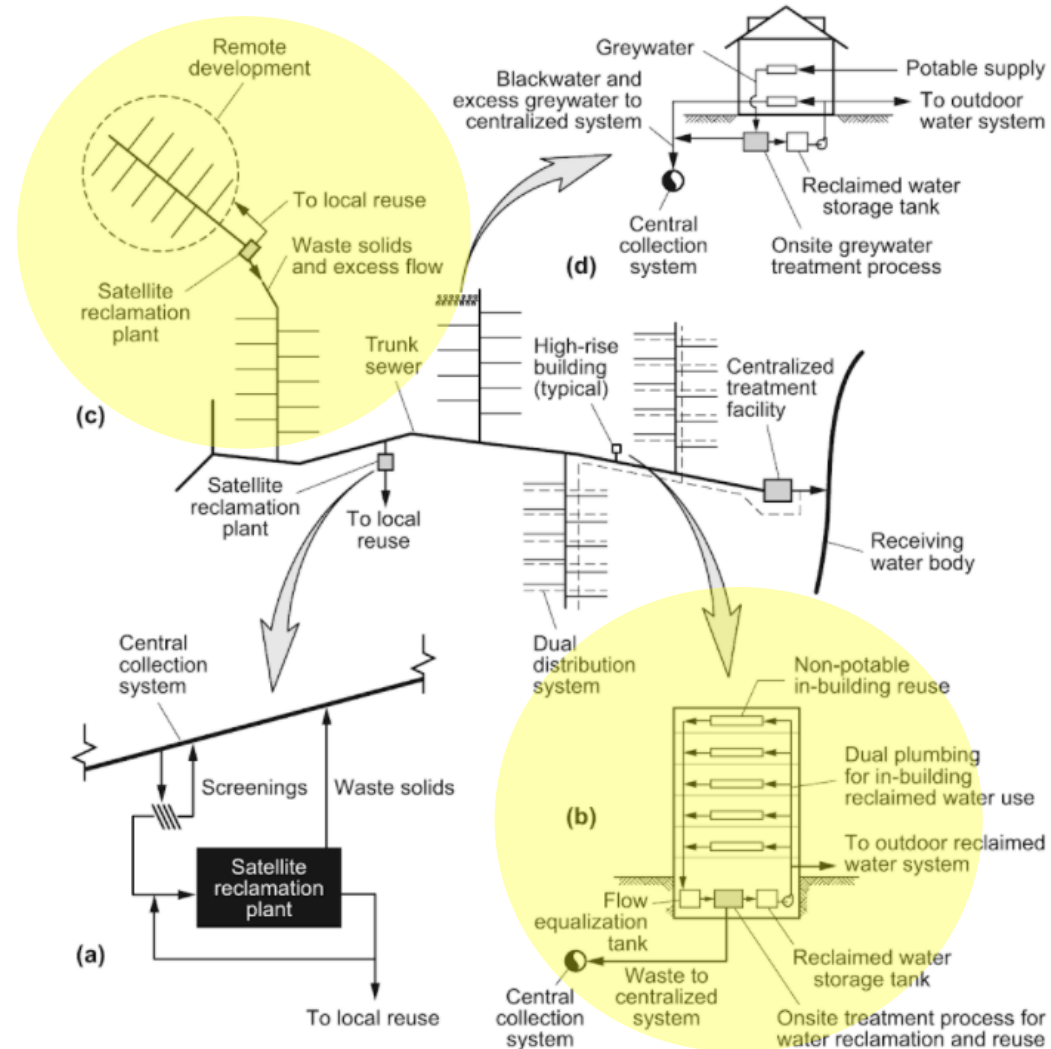 Remote
development
To local reuse
Waste solids
and excess flow
Satellite
reclamation
plant
(c)
Greywater
Blackwater and
excess greywater to
centralized system
Potable supply
To outdoor
water system
Reclaimed water
storage tank
Central
collection
system
(d)
Onsite greywater
treatment process
Trunk
sewer
High-rise
building
(typical)
Centralized
treatment
facility
Satellite
reclamation
plant
To local
reuse
Receiving
water body
Dual
distribution
system
Central
collection
system
Screenings
Waste solids
Satellite
reclamation
plant
(a)
To local reuse
Non-potable
in-building reuse
Dual plumbing
for in-building
reclaimed water use
(b)
To outdoor reclaimed
water system
Flow
equalization
tank
Reclaimed water
storage tank
Waste to
centralized
system
Central
collection
system
Onsite treatment process for
water reclamation and reuse